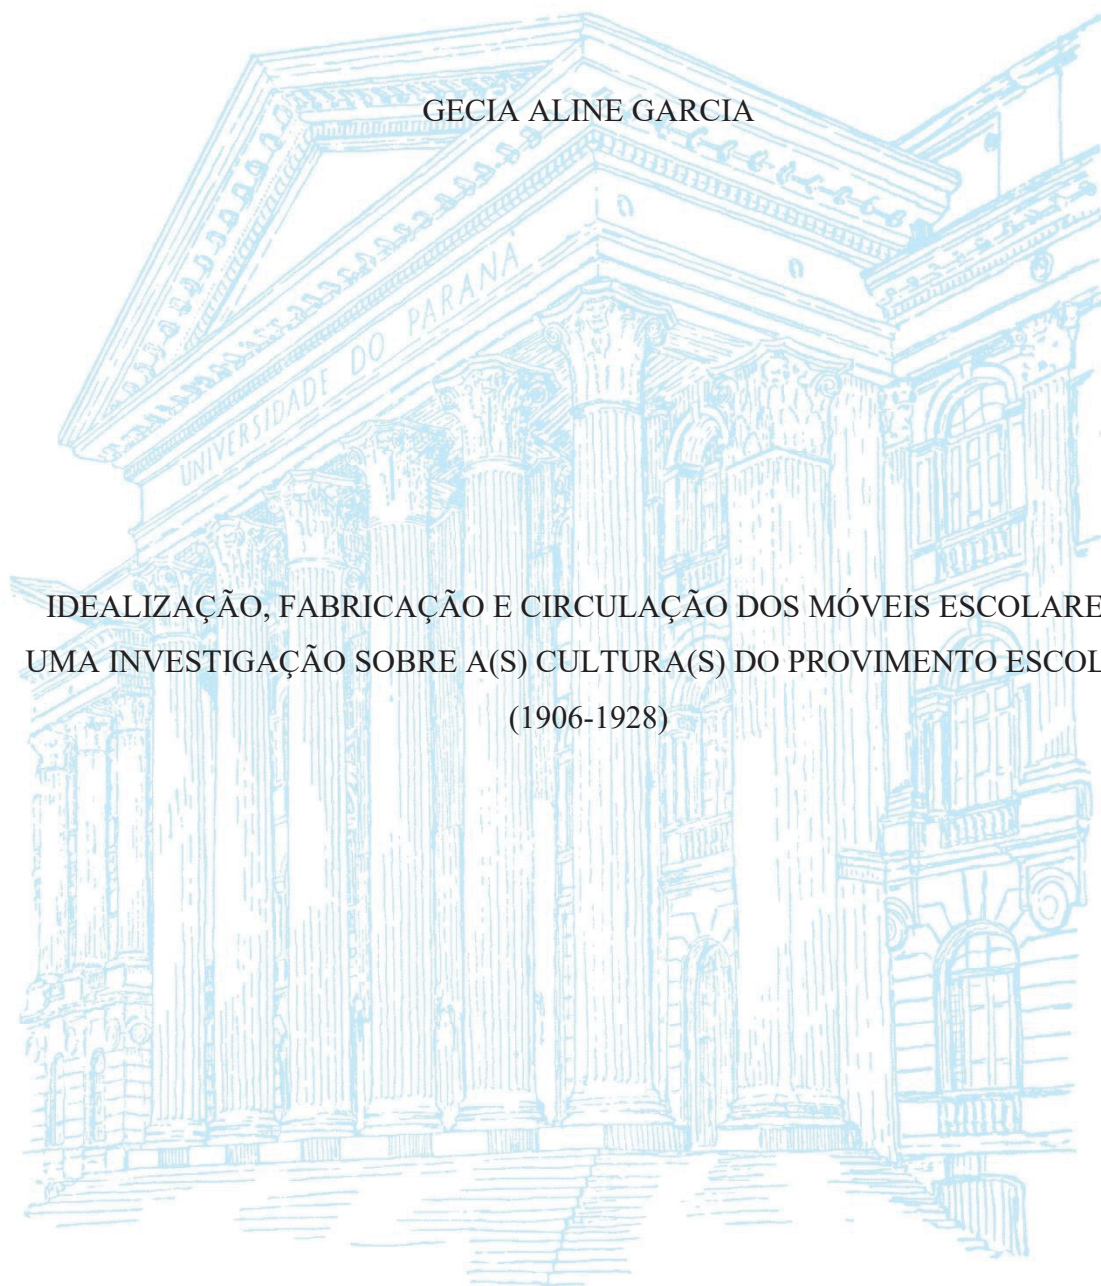 GECIA ALINE GARCIA
UNIVERSIDADE DO PARANÁ
IDEALIZAÇÃO, FABRICAÇÃO E CIRCULAÇÃO DOS MÓVEIS ESCOLARE
UMA INVESTIGAÇÃO SOBRE A(S) CULTURA(S) DO PROVIMENTO ESCOL
(1906-1928)